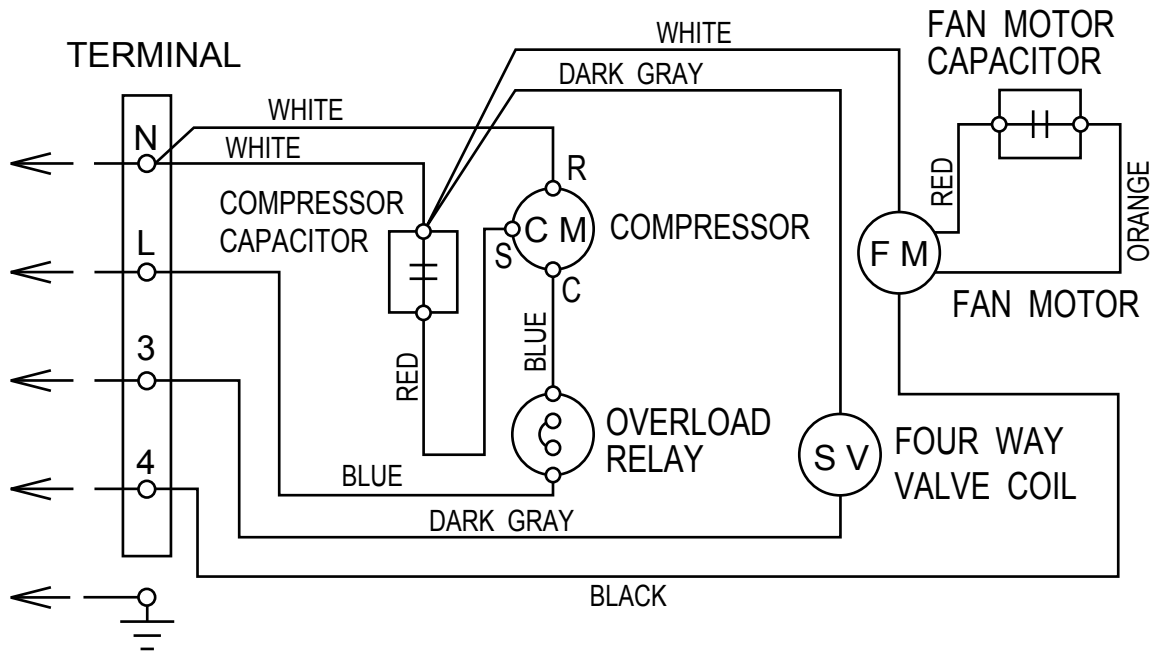 WHITE
FAN MOTOR
CAPACITOR
TERMINAL
DARK GRAY
WHITE
N
WHITE
R
RED
ORANGE
COMPRESSOR
CAPACITOR
S
C M
COMPRESSOR
L
F M
C
FAN MOTOR
BLUE
3
RED
OVERLOAD
RELAY
S V
FOUR WAY
VALVE COIL
4
BLUE
DARK GRAY
BLACK